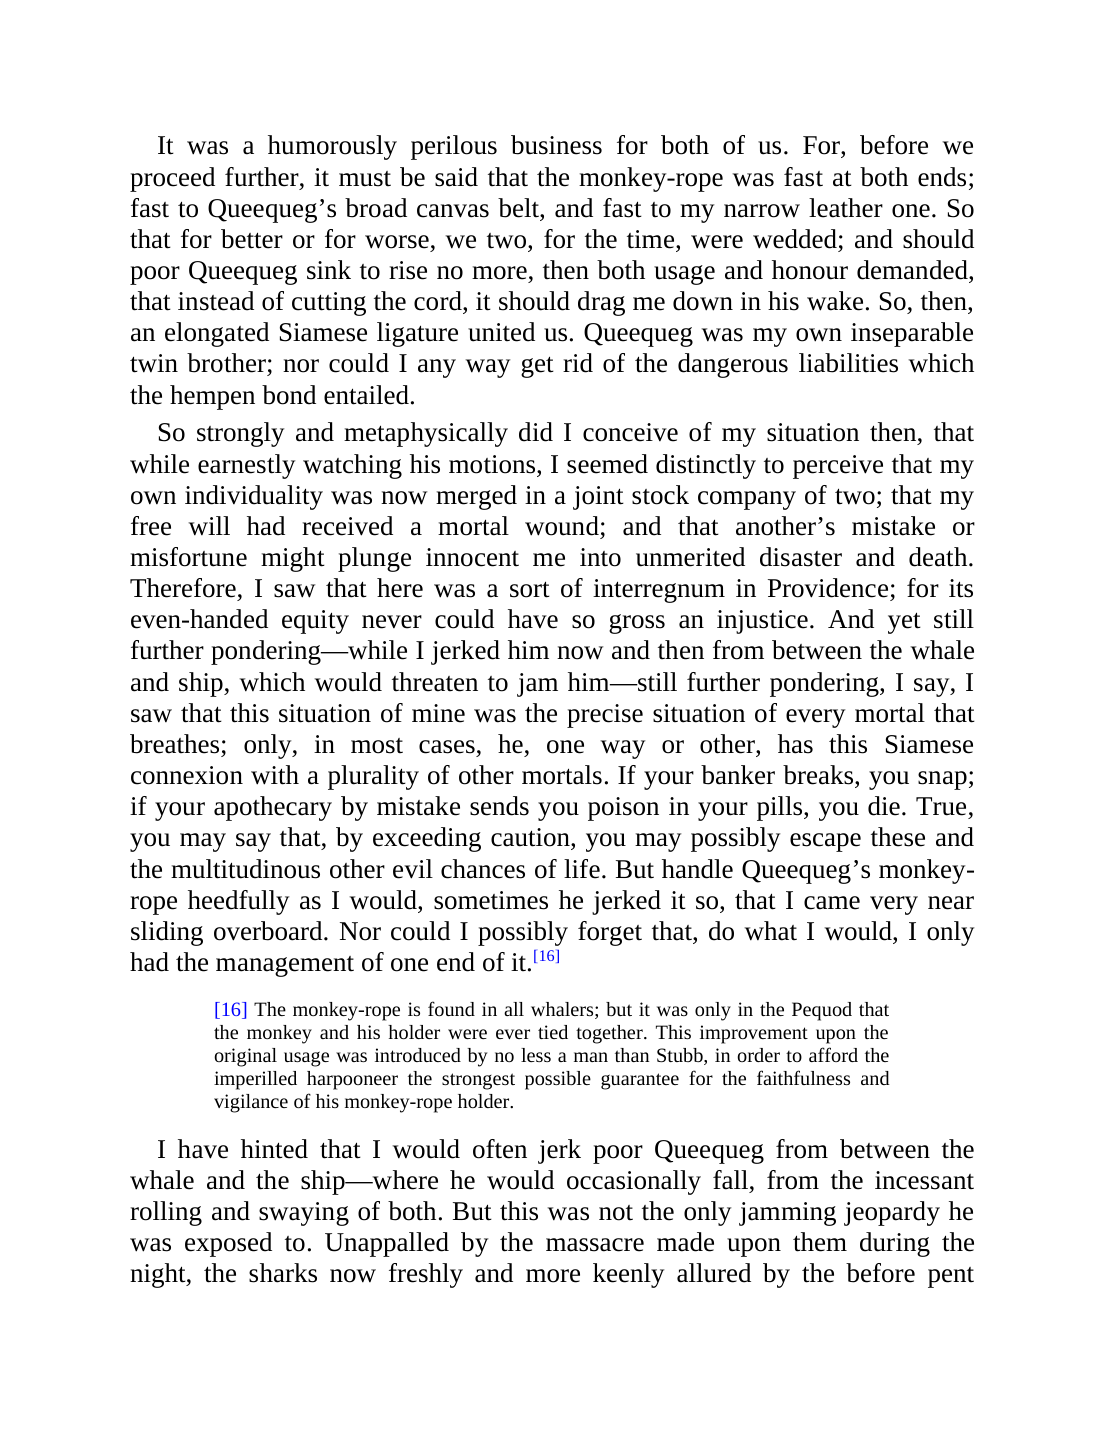 It was a humorously perilous business for both of us. For, before we
proceed further, it must be said that the monkey-rope was fast at both ends;
fast to Queequeg’s broad canvas belt, and fast to my narrow leather one. So
that for better or for worse, we two, for the time, were wedded; and should
poor Queequeg sink to rise no more, then both usage and honour demanded,
that instead of cutting the cord, it should drag me down in his wake. So, then,
an elongated Siamese ligature united us. Queequeg was my own inseparable
twin brother; nor could I any way get rid of the dangerous liabilities which
the hempen bond entailed.
So strongly and metaphysically did I conceive of my situation then, that
while earnestly watching his motions, I seemed distinctly to perceive that my
own individuality was now merged in a joint stock company of two; that my
free will had received a mortal wound; and that another’s mistake or
misfortune might plunge innocent me into unmerited disaster and death.
Therefore, I saw that here was a sort of interregnum in Providence; for its
even-handed equity never could have so gross an injustice. And yet still
further pondering—while I jerked him now and then from between the whale
and ship, which would threaten to jam him—still further pondering, I say, I
saw that this situation of mine was the precise situation of every mortal that
breathes; only, in most cases, he, one way or other, has this Siamese
connexion with a plurality of other mortals. If your banker breaks, you snap;
if your apothecary by mistake sends you poison in your pills, you die. True,
you may say that, by exceeding caution, you may possibly escape these and
the multitudinous other evil chances of life. But handle Queequeg’s monkey-
rope heedfully as I would, sometimes he jerked it so, that I came very near
sliding overboard. Nor could I possibly forget that, do what I would, I only
had the management of one end of it.[16]
[16] The monkey-rope is found in all whalers; but it was only in the Pequod that
the monkey and his holder were ever tied together. This improvement upon the
original usage was introduced by no less a man than Stubb, in order to afford the
imperilled harpooneer the strongest possible guarantee for the faithfulness and
vigilance of his monkey-rope holder.
I have hinted that I would often jerk poor Queequeg from between the
whale and the ship—where he would occasionally fall, from the incessant
rolling and swaying of both. But this was not the only jamming jeopardy he
was exposed to. Unappalled by the massacre made upon them during the
night, the sharks now freshly and more keenly allured by the before pent